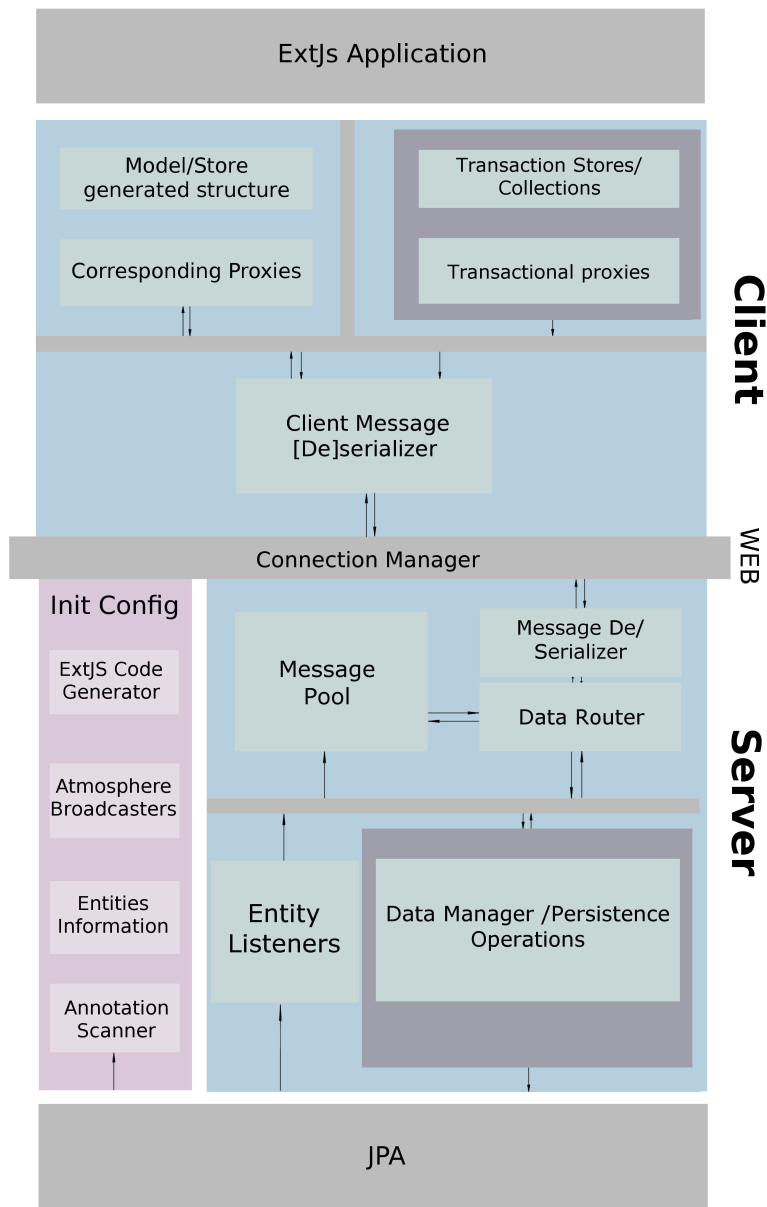 ExtJs Application
Model/Store
generated structure
Transaction Stores/
Collections
Corresponding Proxies
Transactional proxies
Client
Client Message
[De]serializer
WEB
Connection Manager
Init Config
ExtJS Code
Generator
Atmosphere
Broadcasters
Entities
Information
Annotation
Scanner
Message
Pool
Message De/
Serializer
Data Router
Server
Entity
Listeners
Data Manager /Persistence
Operations
JPA